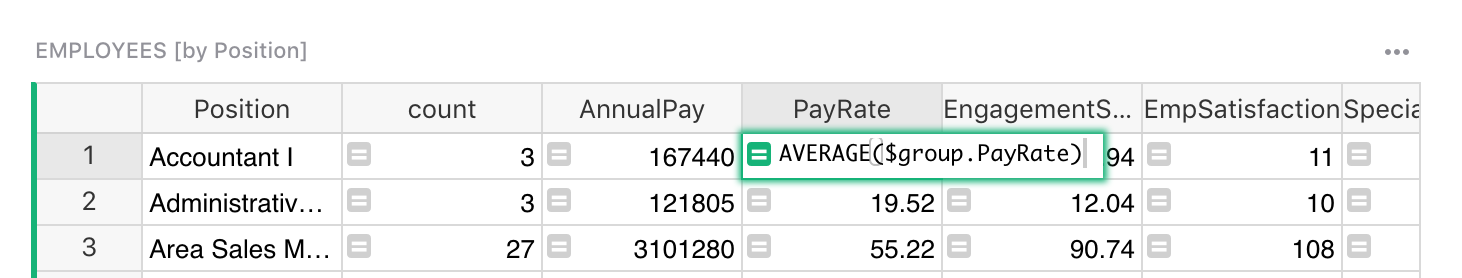 EMPLOYEES [by Position]
Position count AnnualPay PayRate EngagementS... EmpSatisfaction Specia
1 Accountant I = 3 = 167440 = AVERAGE($group.PayRate) .94 = 11 =
2 Administrativ... = 3 = 121805 = 19.52 = 12.04 = 10 =
3 Area Sales M... = 27 = 3101280 = 55.22 = 90.74 = 108 =